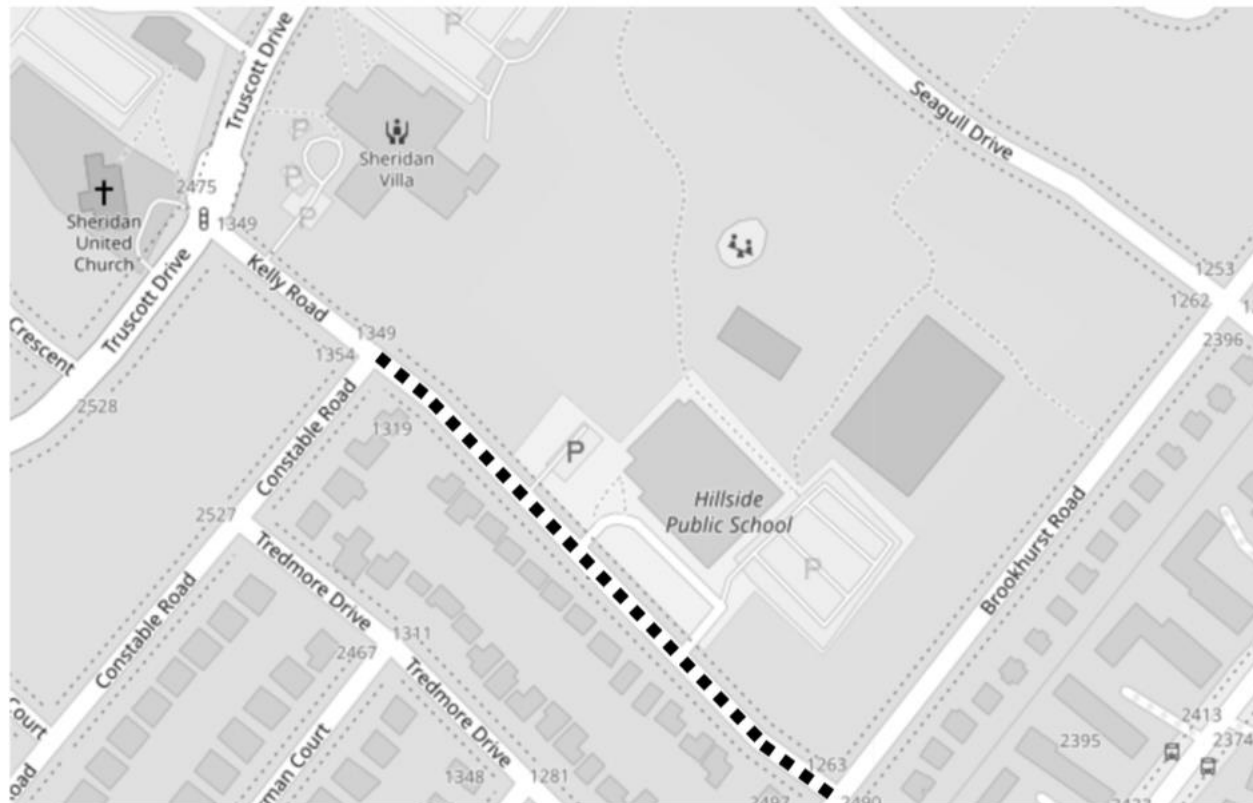 P
Truscott Drive
Seagull Drive
P
Sheridan
Villa
2475
P
Sheridan
United
Church
P
1349
Kelly Road
Truscott Drive
1253
1262
Crescent
1349
1354
2396
2528
Constable Road
1319
P
Hillside
Public School
2527
Brookhurst Road
P
Tredmore Drive
Constable Road
1311
2467
Tredmore Drive
Court
2413
2395
2374
1263
1348
1281
2497
2490